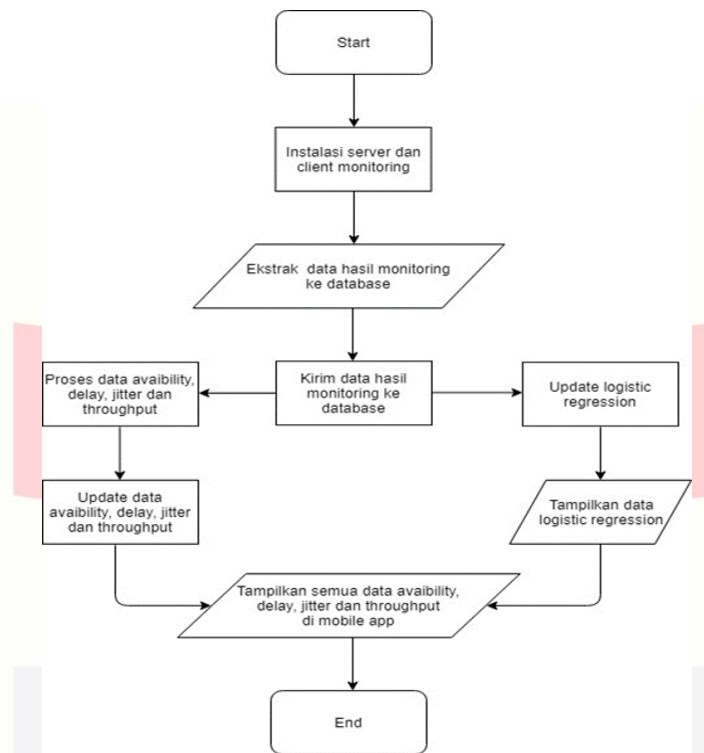 Start
Instalasi server dan
client monitoring
Ekstrak data hasil monitoring
ke database
Proses data avaibility,
delay, jitter dan
throughput
Kirim data hasil
monitoring ke
database
Update logistic
regression
Update data
avaibility, delay, jitter
dan throughput
Tampilkan data
logistic regression
Tampilkan semua data avaibility,
delay, jitter dan throughput
di mobile app
End